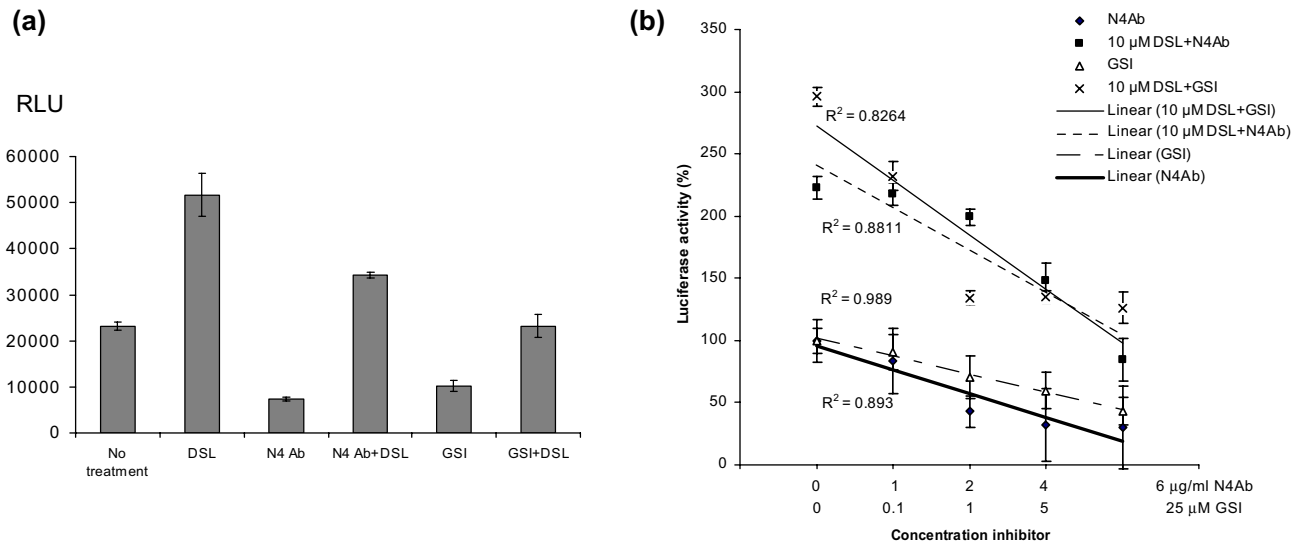 (a)
RLU
60000
50000
40000
30000
20000
10000
0
No treatment
DSL
N4 Ab
N4 Ab+DSL
GSI
GSI+DSL
(b)
N4Ab
10 µM DSL+N4Ab
GSI
10 µM DSL+GSI
Linear (10 µM DSL+GSI)
Linear (10 µM DSL+N4Ab)
Linear (GSI)
Linear (N4Ab)
Luciferase activity (%)
350
300
250
200
150
100
50
0
R² = 0.8264
R² = 0.8811
R² = 0.989
R² = 0.893
0 1 2 4 6 µg/ml N4Ab
0 0.1 1 5 25 µM GSI
Concentration inhibitor